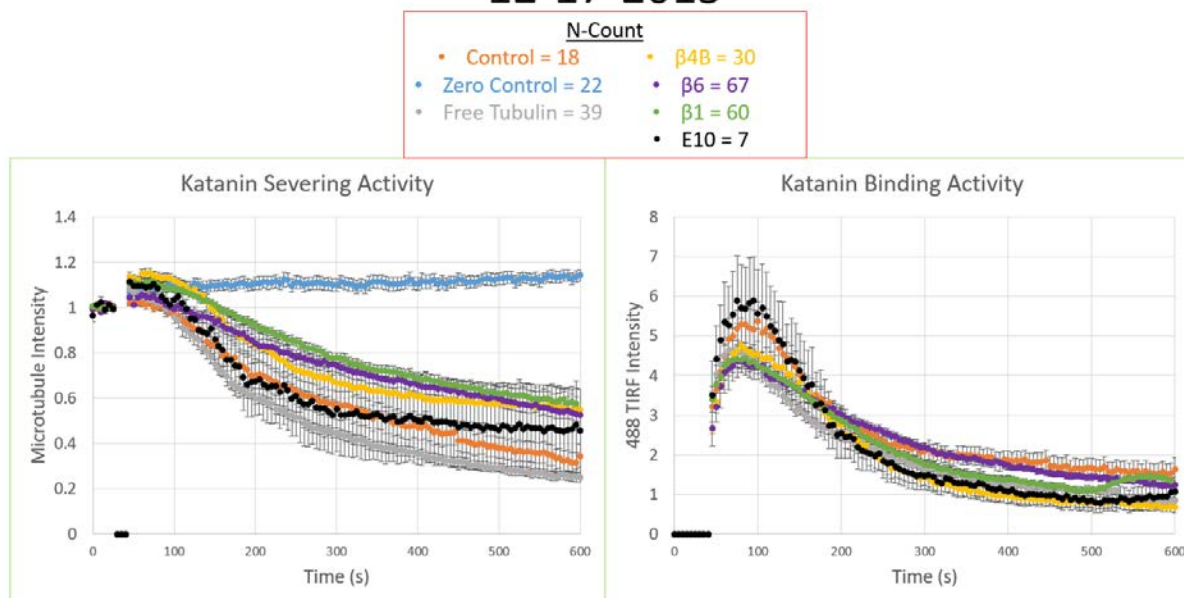 N-Count
• Control = 18
• Zero Control = 22
• Free Tubulin = 39
• β4B = 30
• β6 = 67
• β1 = 60
• E10 = 7
Katanin Severing Activity
Microtubule Intensity
1.4
1.2
1
0.8
0.6
0.4
0.2
0
0 100 200 300 400 500 600
Time (s)
Katanin Binding Activity
488 TIRF Intensity
8
7
6
5
4
3
2
1
0
0 100 200 300 400 500 600
Time (s)